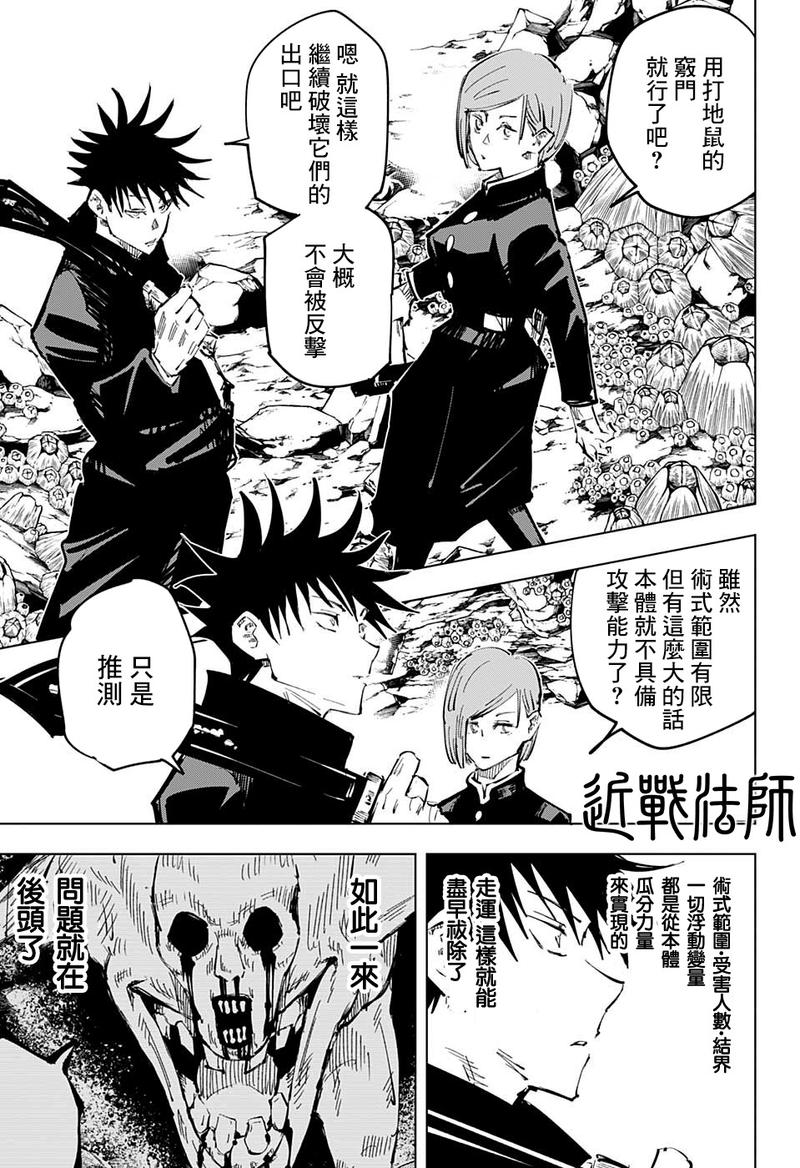 用打地鼠的
竅門
就行了吧？
嗯 就這樣
繼續破壞它們的
出口吧
大概
不會被反擊
雖然
術式範圍有限
但有這麼大的話
本體就不具備
攻擊能力了？
只是
推測
近戰法師
術式範圍·受害人數·結界
一切浮動變量
都是從本體
瓜分力量
來實現的
走運 這樣就能
盡早祓除了
如此一來
問題就在
後頭了